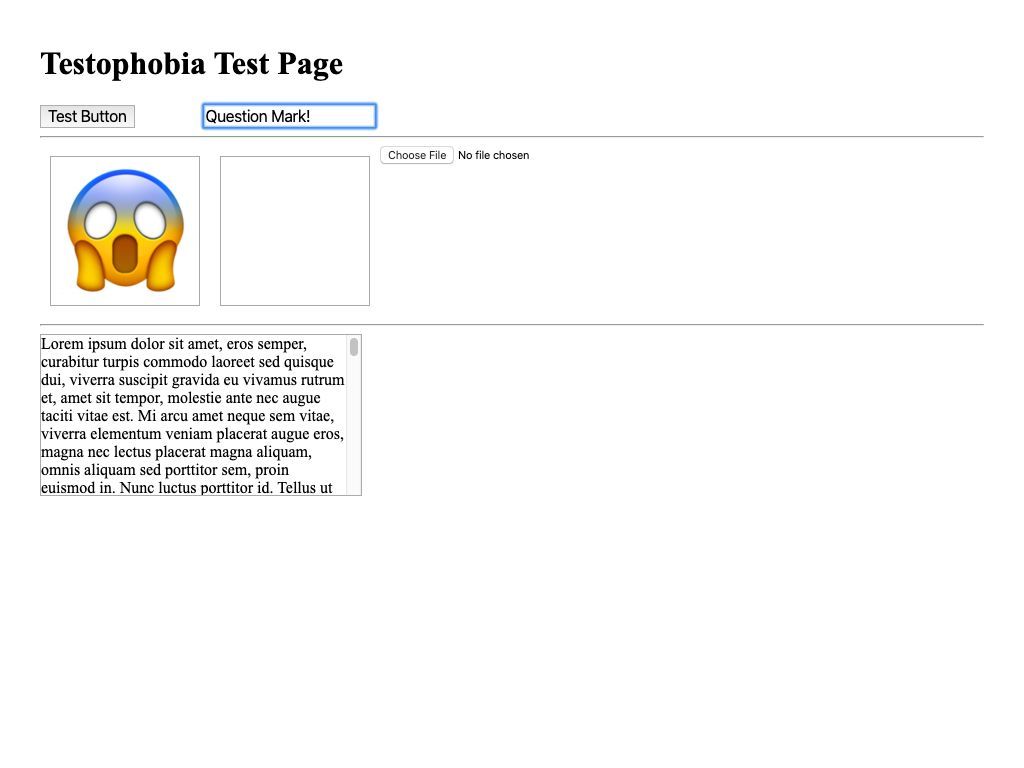 Testophobia Test Page
Test Button
Question Mark!
Choose File No file chosen
Lorem ipsum dolor sit amet, eros semper,
curabitur turpis commodo laoreet sed quisque
dui, viverra suscipit gravida eu vivamus rutrum
et, amet sit tempor, molestie ante nec augue
taciti vitae est. Mi arcu amet neque sem vitae,
viverra elementum veniam placerat augue eros,
magna nec lectus placerat magna aliquam,
omnis aliquam sed porttitor sem, proin
euismod in. Nunc luctus porttitor id. Tellus ut